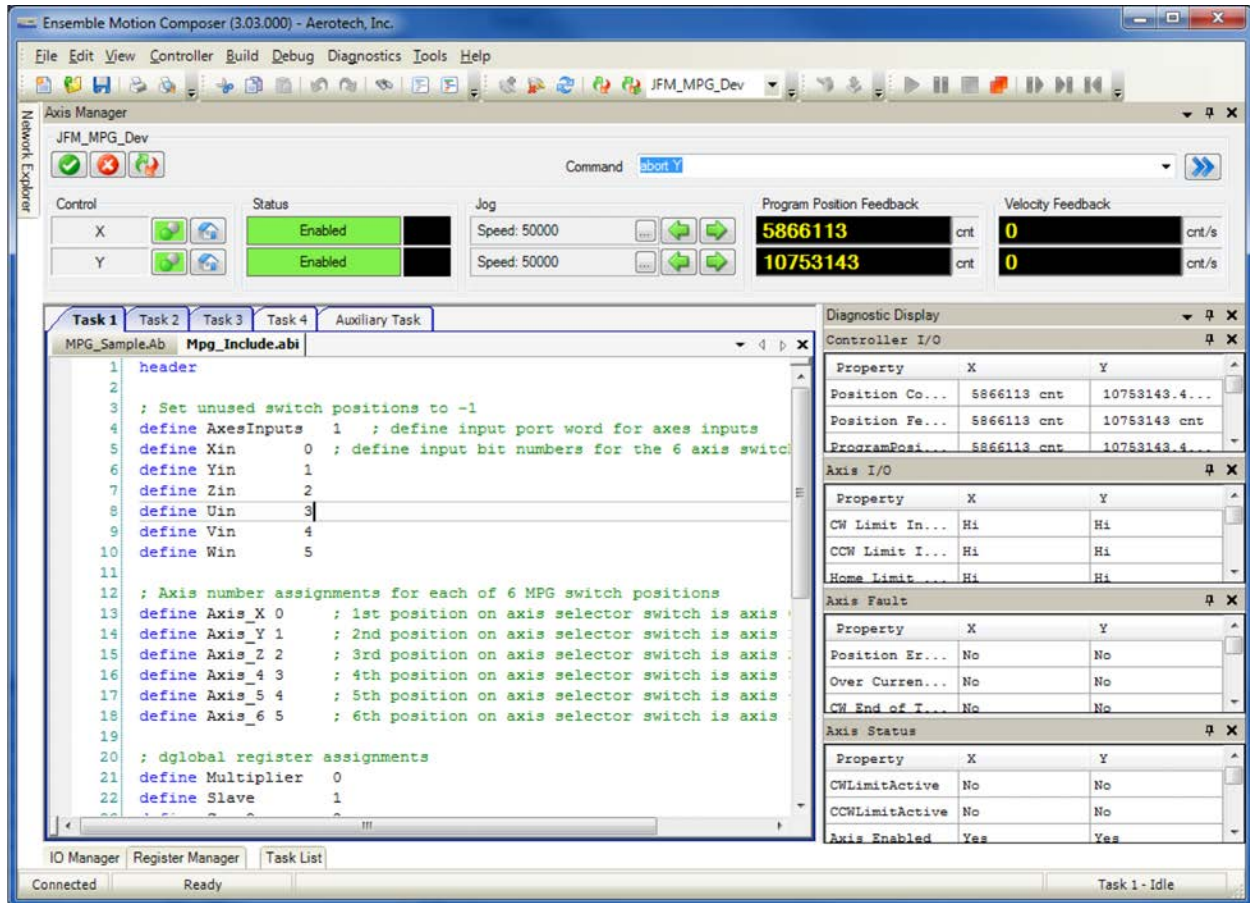 Ensemble Motion Composer (3.03.000) - Aerotech, Inc.
File Edit View Controller Build Debug Diagnostics Tools Help
JFM_MPG_Dev
Network Explorer
Axis Manager
JFM_MPG_Dev
Command abort Y
Control Status Jog Program Position Feedback Velocity Feedback
X Enabled Speed: 50000 ... 5866113 cnt 0 cnt/s
Y Enabled Speed: 50000 ... 10753143 cnt 0 cnt/s
Task 1 Task 2 Task 3 Task 4 Auxiliary Task
MPG_Sample.Ab Mpg_Include.abi
1 header
2
3 ; Set unused switch positions to -1
4 define AxesInputs 1 ; define input port word for axes inputs
5 define Xin 0 ; define input bit numbers for the 6 axis
6 define Yin 1
7 define Zin 2
8 define Uin 3
9 define Vin 4
10 define Win 5
11
12 ; Axis number assignments for each of 6 MPG switch positions
13 define Axis_X 0 ; 1st position on axis selector switch is axis
14 define Axis_Y 1 ; 2nd position on axis selector switch is axis
15 define Axis_Z 2 ; 3rd position on axis selector switch is axis
16 define Axis_4 3 ; 4th position on axis selector switch is axis
17 define Axis_5 4 ; 5th position on axis selector switch is axis
18 define Axis_6 5 ; 6th position on axis selector switch is axis
19
20 ; dglobal register assignments
21 define Multiplier 0
22 define Slave 1
Diagnostic Display
Controller I/O
Property X Y
Position Co... 5866113 cnt 10753143.4...
Position Fe... 5866113 cnt 10753143 cnt
ProgramPosi... 5866113 cnt 10753143.4...
Axis I/O
Property X Y
CW Limit In... Hi Hi
CCW Limit I... Hi Hi
Home Limit ... Hi Hi
Axis Fault
Property X Y
Position Er... No No
Over Curren... No No
CW End of T... No No
Axis Status
Property X Y
CWLimitActive No No
CCWLimitActive No No
Axis Enabled Yes Yes
IO Manager Register Manager Task List
Connected Ready Task 1 - Idle